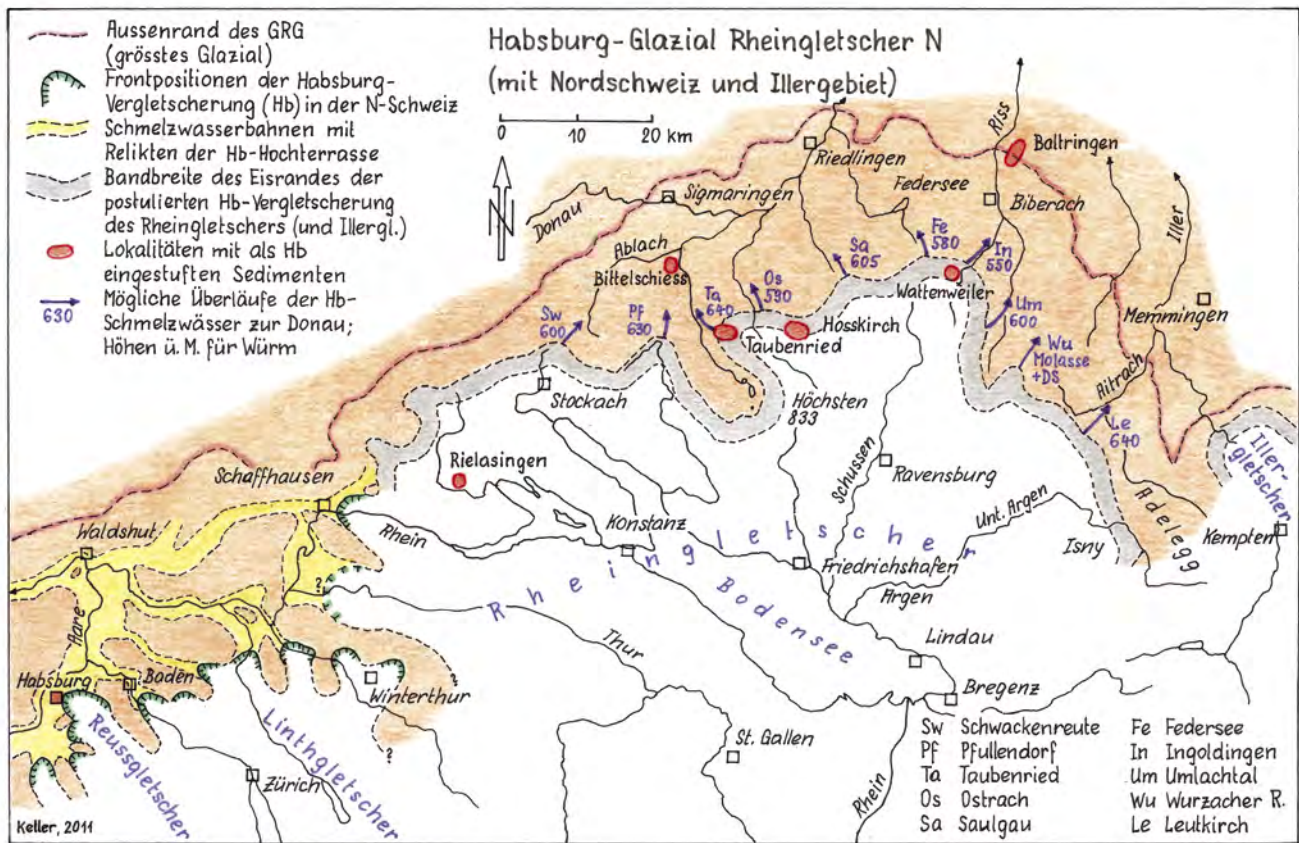 Aussenrand des GRG
(grösstes Glazial)
Frontpositionen der Habsburg-
Vergletscherung (Hb) in der N-Schweiz
Schmelzwasserbahnen mit
Relikten der Hb-Hochterrasse
Bandbreite des Eisrandes der
postulierten Hb-Vergletscherung
des Rheingletschers (und Illergl.)
Lokalitäten mit als Hb
eingestuften Sedimenten
630
Mögliche Überläufe der Hb-
Schmelzwässer zur Donau;
Höhen ü. M. für Würm
Habsburg-Glazial Rheingletscher N
(mit Nordschweiz und Illergebiet)
0 10 20 km
N
Riss
Baltringen
Riedlingen
Federsee
Biberach
Sigmaringen
Donau
Iller
Ablach
Bittelschiess
Sa
605
Fe
580
In
550
Os
590
Ta
640
Wattenweiler
Um
600
Memmingen
Sw
600
Pf
630
Hosskirch
Taubenried
Wu
Molasse
+DS
Aitrach
Stockach
Höchsten
833
Le
640
Iller-
gletscher
Schaffhausen
Rielasingen
Schussen
Ravensburg
Waldshut
Konstanz
Unt. Argen
Adelegg
Kempten
Rhein
Isny
Rheingletscher
Friedrichshafen
Argen
?
Bodensee
Aare
Thur
Lindau
Habsburg
Baden
Winterthur
Bregenz
?
Reussgletscher
Linthgletscher
St. Gallen
Zürich
Rhein
Sw Schwackenreute
Pf Pfullendorf
Ta Taubenried
Os Ostrach
Sa Saulgau
Fe Federsee
In Ingoldingen
Um Umlachtal
Wu Wurzacher R.
Le Leutkirch
Keller, 2011